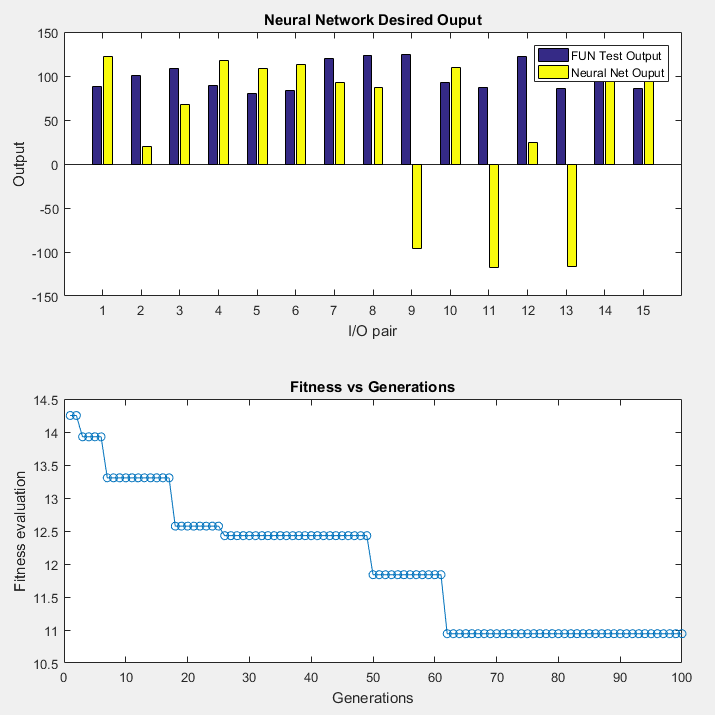 Neural Network Desired Ouput
150
100
50
0
-50
-100
-150
Output
FUN Test Output
Neural Net Ouput
1 2 3 4 5 6 7 8 9 10 11 12 13 14 15
I/O pair
Fitness vs Generations
14.5
14
13.5
13
12.5
12
11.5
11
10.5
Fitness evaluation
0 10 20 30 40 50 60 70 80 90 100
Generations